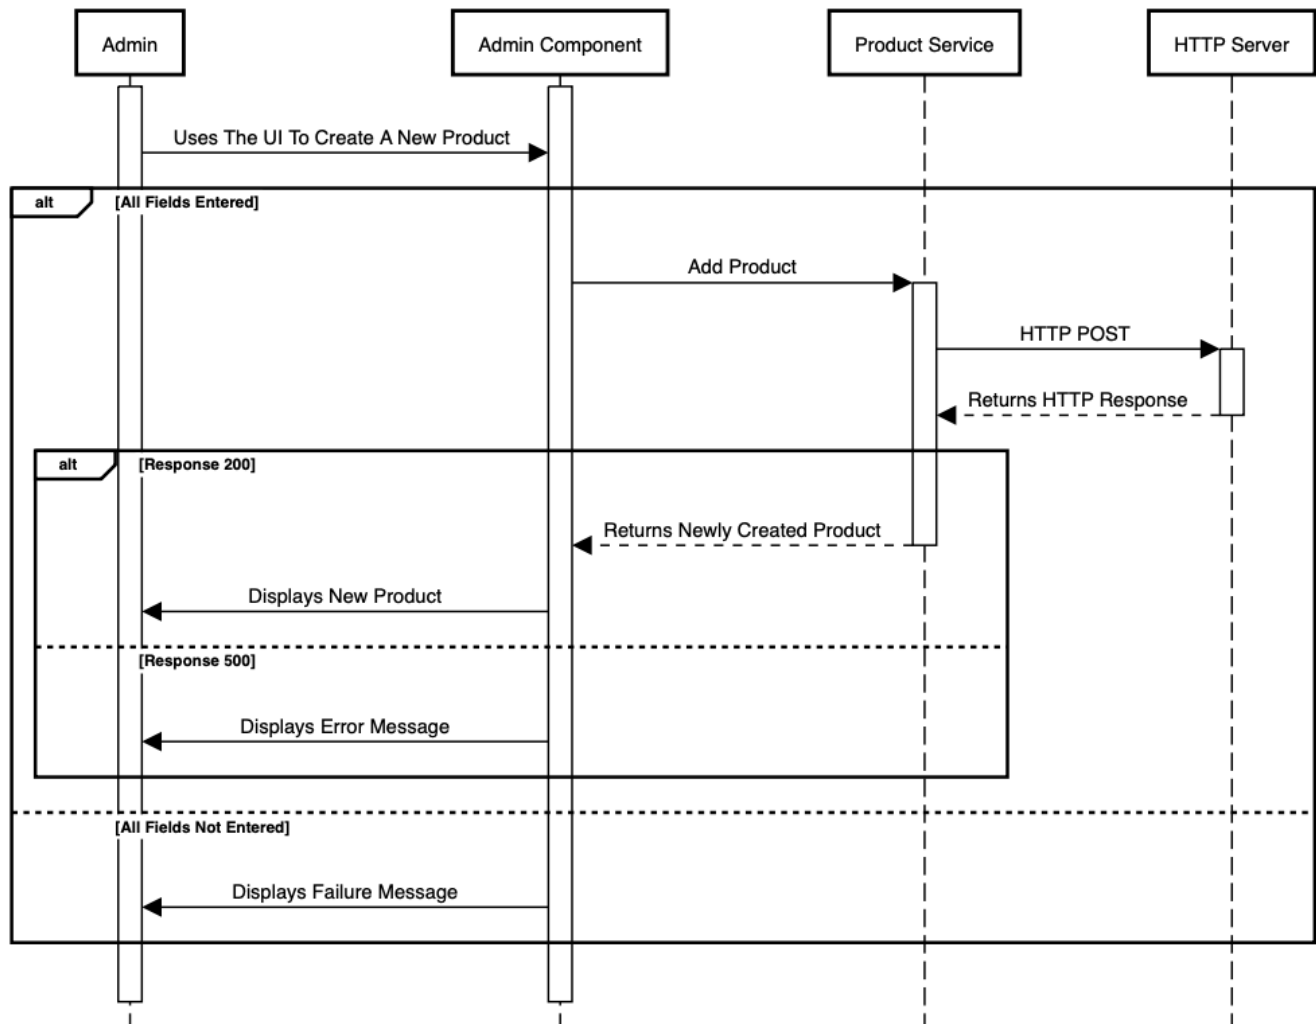 Admin
Admin Component
Product Service
HTTP Server
Uses The UI To Create A New Product
alt
[All Fields Entered]
Add Product
HTTP POST
Returns HTTP Response
alt
[Response 200]
Returns Newly Created Product
Displays New Product
[Response 500]
Displays Error Message
[All Fields Not Entered]
Displays Failure Message